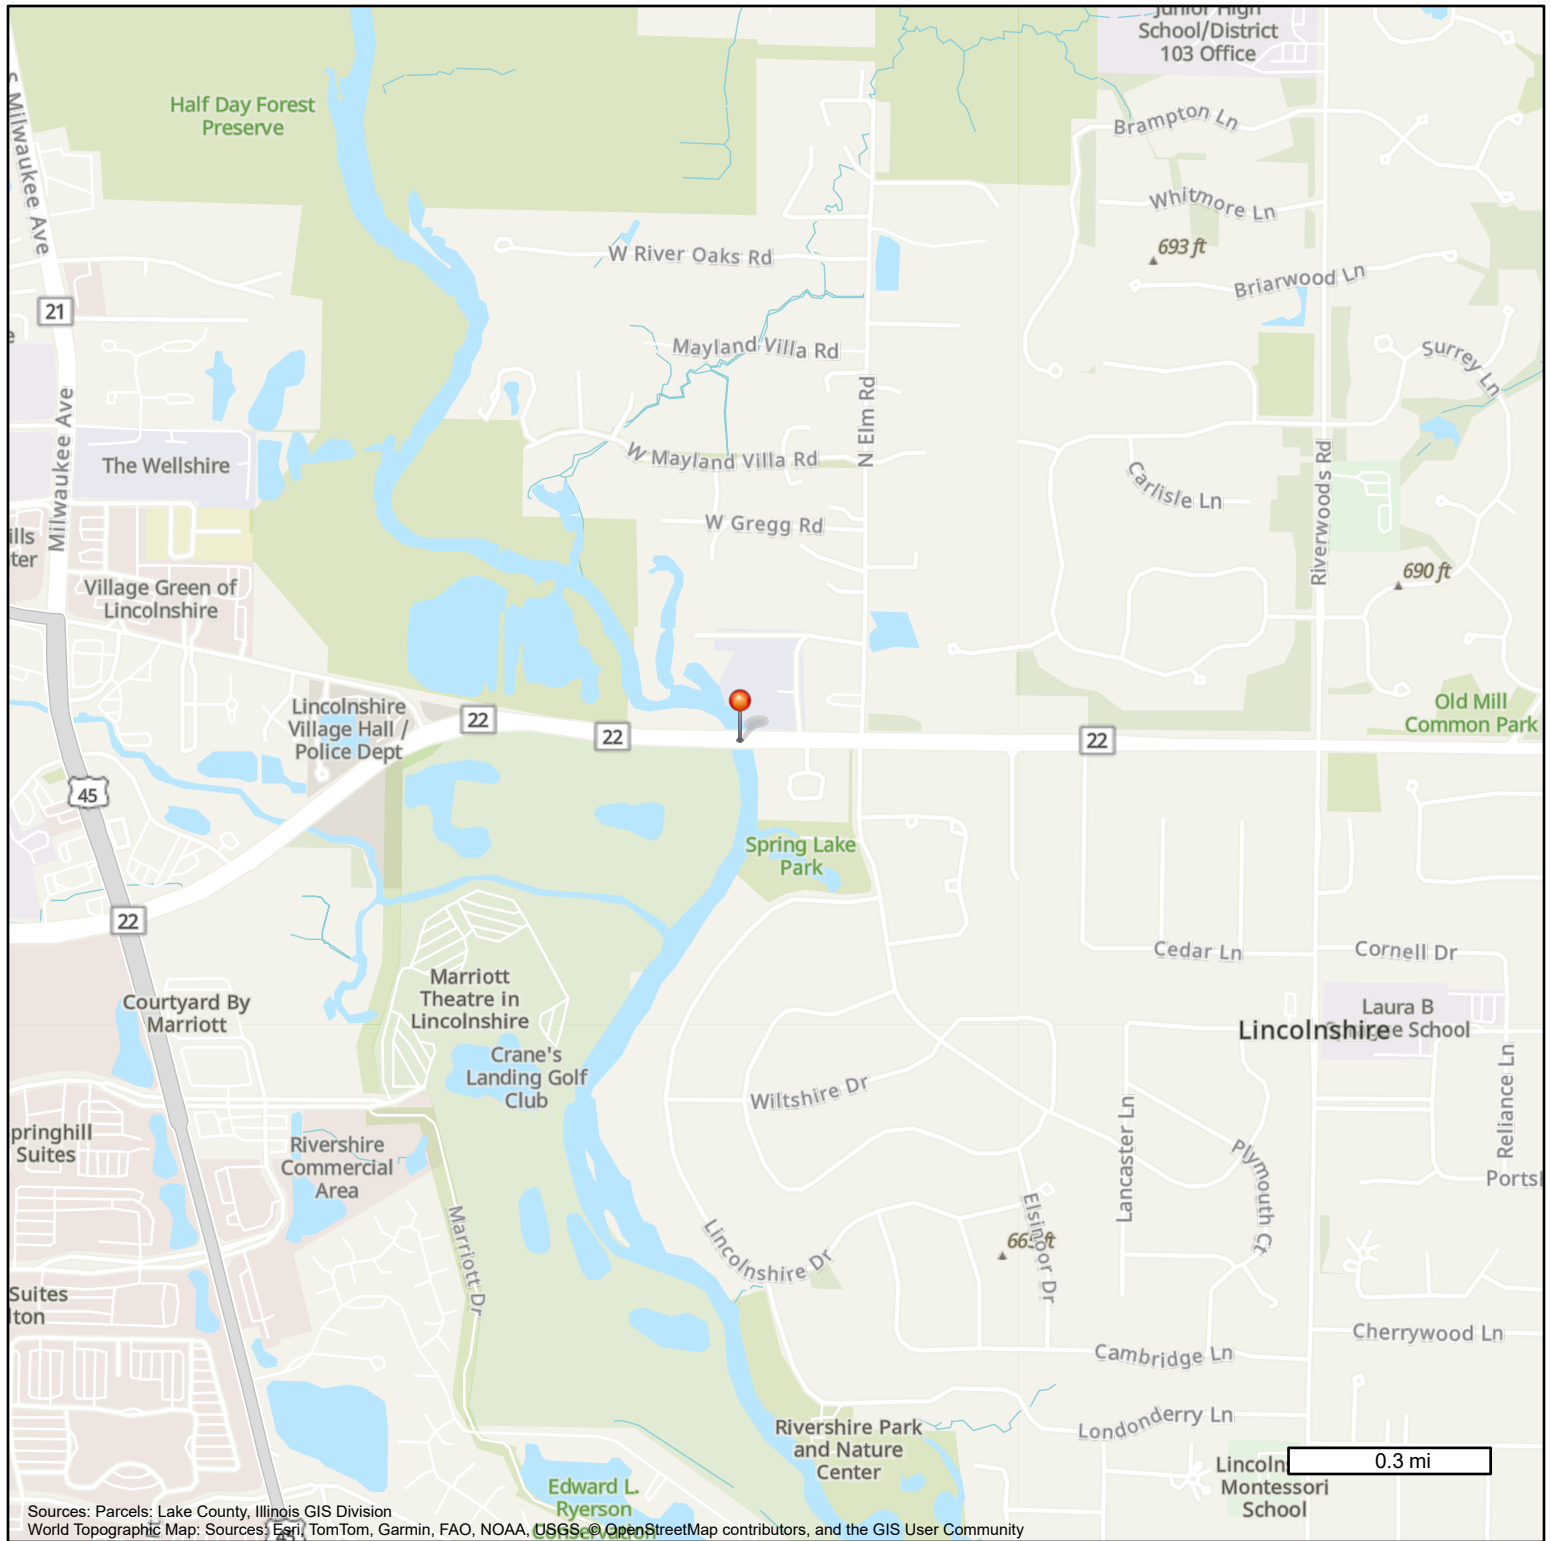 Junior High
School/District
103 Office
Half Day Forest
Preserve
S Milwaukee Ave
Brampton Ln
Whitmore Ln
693 ft
W River Oaks Rd
Briarwood Ln
21
Mayland Villa Rd
Surrey Ln
N Elm Rd
Milwaukee Ave
The Wellshire
W Mayland Villa Rd
Riverwoods Rd
Carlisle Ln
W Gregg Rd
ills
ter
690 ft
Village Green of
Lincolnshire
Lincolnshire
Village Hall /
Police Dept
22
22
22
Old Mill
Common Park
45
Spring Lake
Park
22
Cedar Ln
Cornell Dr
Marriott
Theatre in
Lincolnshire
Courtyard By
Marriott
Laura B
School
Lincolnshire
Crane's
Landing Golf
Club
Wiltshire Dr
Reliance Ln
Lancaster Ln
Plymouth Ct
pringhill
Suites
Rivershire
Commercial
Area
Ports
Marriott Dr
Lincolnshire Dr
Elsinoor Dr
665 ft
Suites
lton
Cherrywood Ln
Cambridge Ln
Londonderry Ln
Rivershire Park
and Nature
Center
0.3 mi
Lincoln
Montessori
School
Edward L.
Ryerson
Conservation
45
Sources: Parcels: Lake County, Illinois GIS Division
World Topographic Map: Sources: Esri, TomTom, Garmin, FAO, NOAA, USGS, © OpenStreetMap contributors, and the GIS User Community